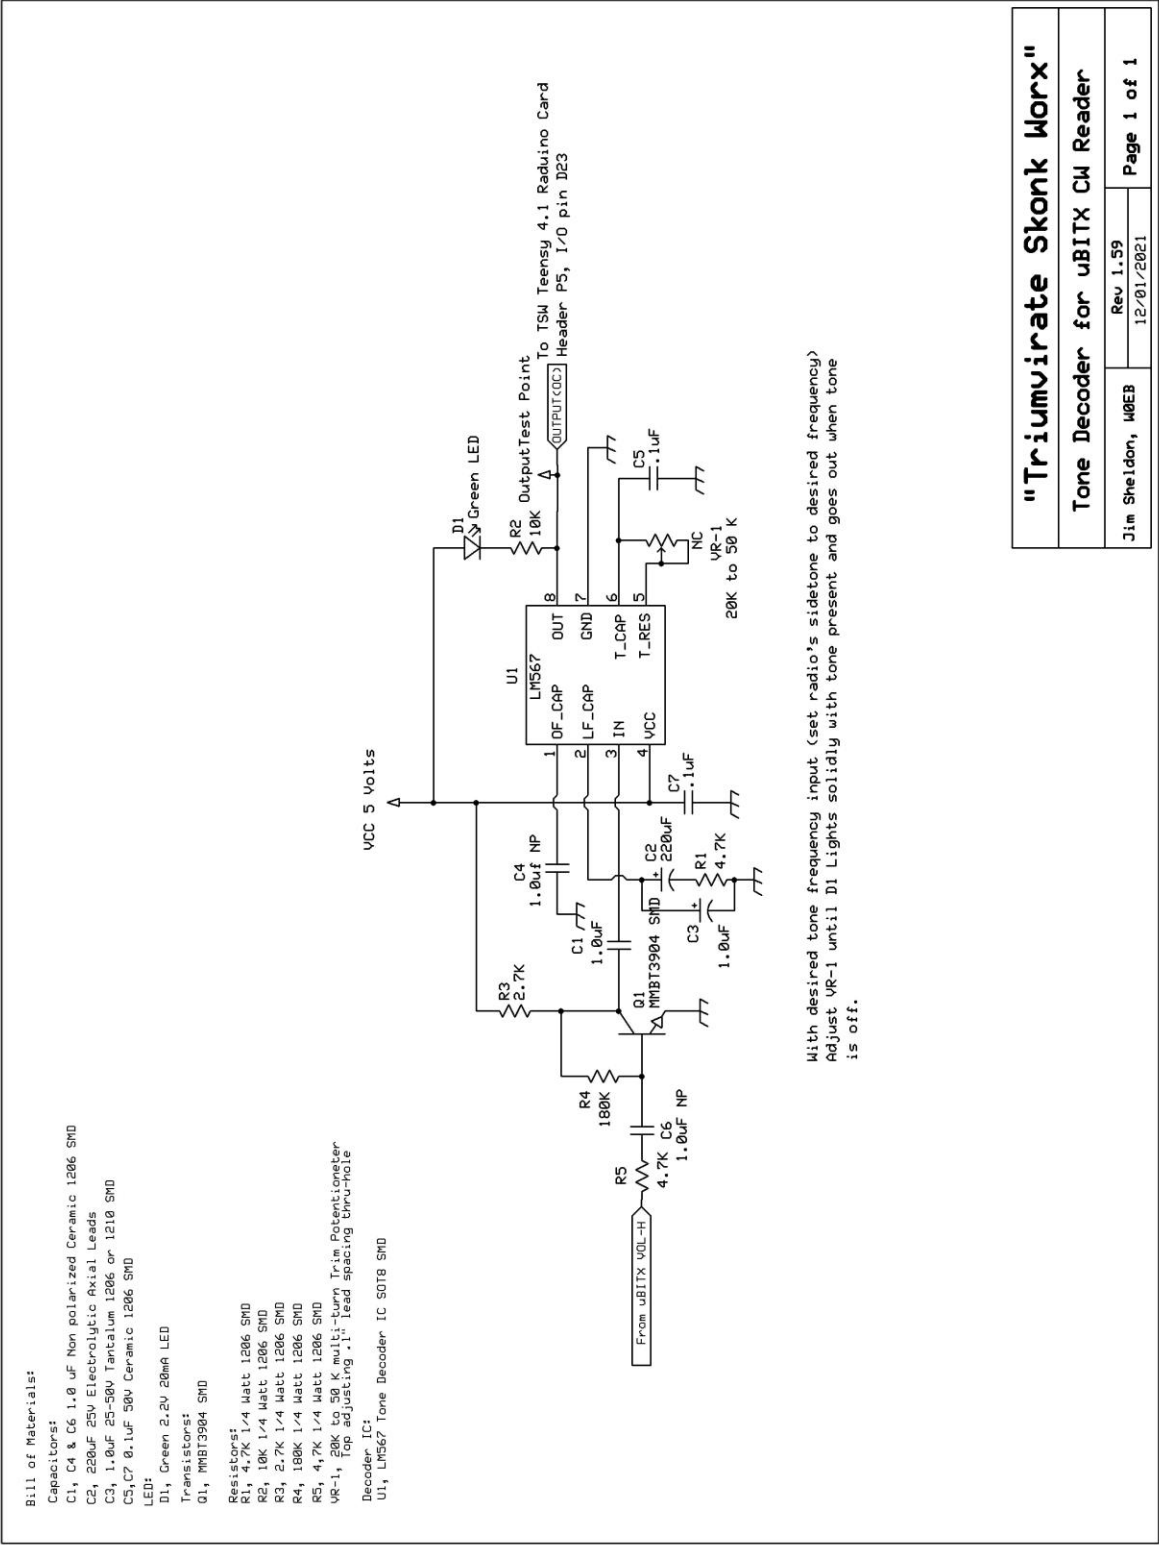 Bill of Materials:
Capacitors:
C1, C4 & C6 1.0 uF Non polarized Ceramic 1206 SMD
C2, 220uF 25V Electrolytic Axial Leads
C3, 1.0uF 25-50V Tantalum 1206 or 1210 SMD
C5,C7 0.1uF 50V Ceramic 1206 SMD
LED:
D1, Green 2.2V 20mA LED
Transistors:
Q1, MMBT3904 SMD
Resistors:
R1, 4.7K 1/4 Watt 1206 SMD
R2, 10K 1/4 Watt 1206 SMD
R3, 2.7K 1/4 Watt 1206 SMD
R4, 180K 1/4 Watt 1206 SMD
R5, 4,7K 1/4 Watt 1206 SMD
VR-1, 20K to 50 K multi-turn Trim Potentiometer
Top adjusting .1" lead spacing thru-hole
Decoder IC:
U1, LM567 Tone Decoder IC SOT8 SMD
VCC 5 Volts
D1
Green LED
R2
10K
OutputTest Point
OUTPUT(OC)
To TSW Teensy 4.1 Raduino Card
Header P5, I/O pin D23
R3
2.7K
C4
1.0uf NP
U1
LM567
1
OF_CAP
OUT
8
2
LF_CAP
GND
7
3
IN
T_CAP
6
4
VCC
T_RES
5
C5
.1uF
NC
VR-1
20K to 50 K
C1
1.0uF
C7
.1uF
C2
220uF
+
R1
4.7K
C3
+
1.0uF
Q1
MMBT3904 SMD
R4
180K
R5
4.7K
C6
1.0uF NP
From uBITX VOL-H
With desired tone frequency input (set radio's sidetone to desired frequency)
Adjust VR-1 until D1 Lights solidly with tone present and goes out when tone
is off.
"Triumvirate Skonk Worx"
Tone Decoder for uBITX CW Reader
Jim Sheldon, W0EB
Rev 1.59
12/01/2021
Page 1 of 1